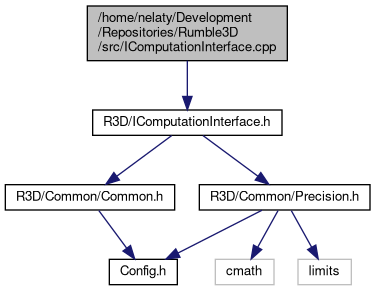 /home/nelaty/Development
/Repositories/Rumble3D
/src/IComputationInterface.cpp
R3D/IComputationInterface.h
R3D/Common/Common.h
R3D/Common/Precision.h
Config.h
cmath
limits